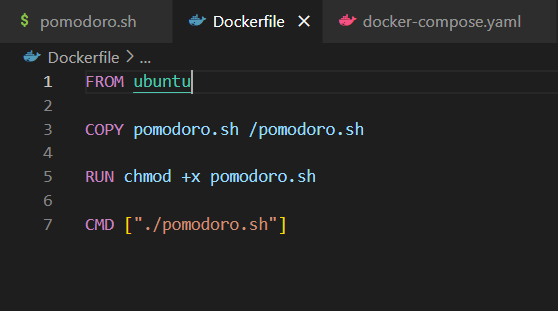 $ pomodoro.sh Dockerfile × docker-compose.yaml
Dockerfile > ...
1 FROM ubuntu
2
3 COPY pomodoro.sh /pomodoro.sh
4
5 RUN chmod +x pomodoro.sh
6
7 CMD ["./pomodoro.sh"]